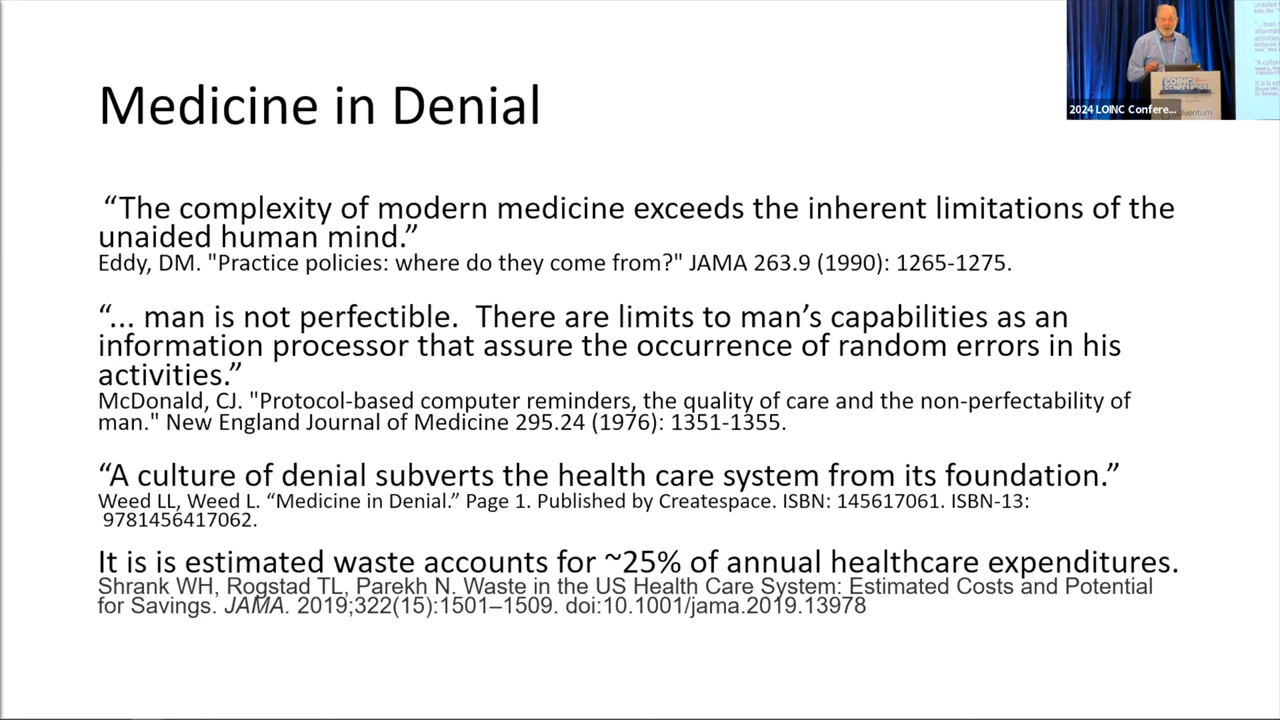 Medicine in Denial
“The complexity of modern medicine exceeds the inherent limitations of the
unaided human mind.”
Eddy, DM. "Practice policies: where do they come from?" JAMA 263.9 (1990): 1265-1275.
“... man is not perfectible.  There are limits to man’s capabilities as an
information processor that assure the occurrence of random errors in his
activities.”
McDonald, CJ. "Protocol-based computer reminders, the quality of care and the non-perfectability of
man." New England Journal of Medicine 295.24 (1976): 1351-1355.
“A culture of denial subverts the health care system from its foundation.”
Weed LL, Weed L. “Medicine in Denial.” Page 1. Published by Createspace. ISBN: 145617061. ISBN-13:
9781456417062.
It is is estimated waste accounts for ~25% of annual healthcare expenditures.
Shrank WH, Rogstad TL, Parekh N. Waste in the US Health Care System: Estimated Costs and Potential
for Savings. JAMA. 2019;322(15):1501–1509. doi:10.1001/jama.2019.13978
2024 LOINC Confere...
LOINC